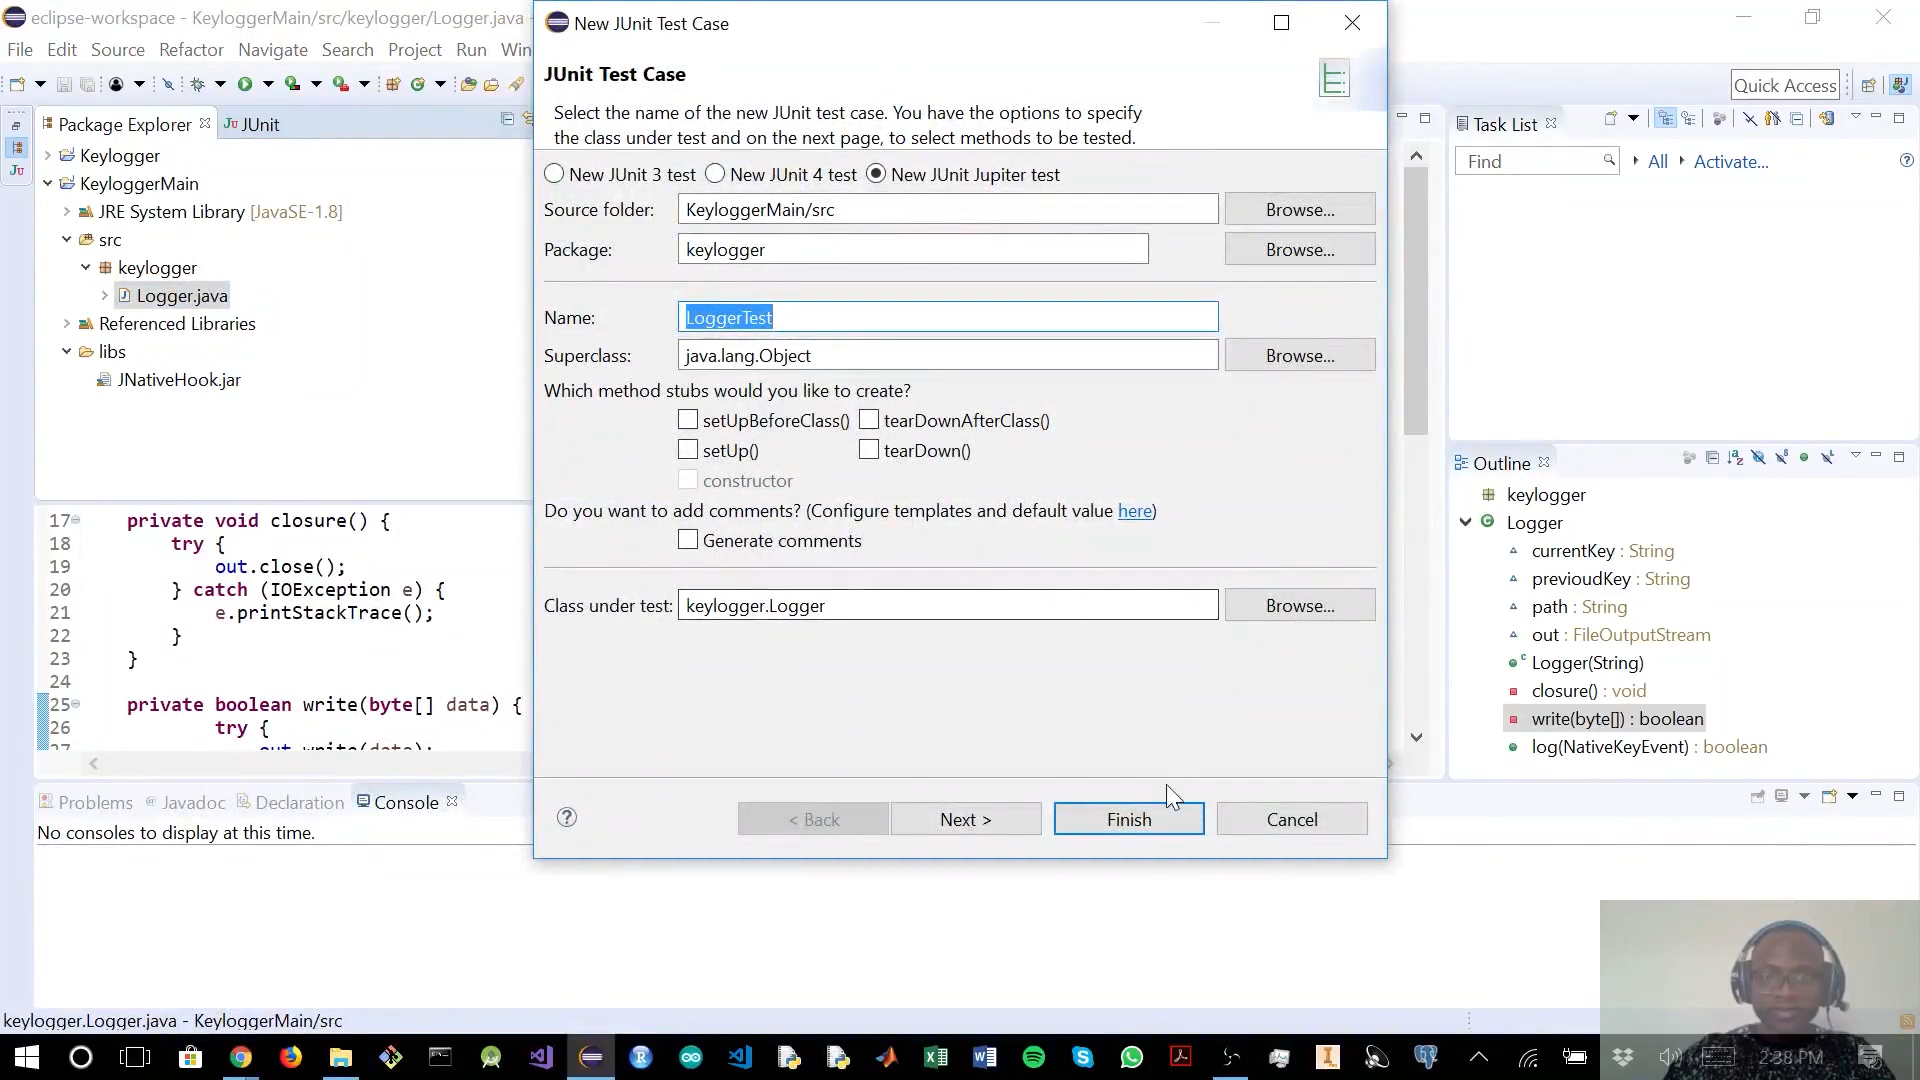 eclipse-workspace - KeyloggerMain/src/keylogger/Logger.java -
File Edit Source Refactor Navigate Search Project Run Win
Quick Access
Package Explorer
JUnit
Keylogger
KeyloggerMain
JRE System Library [JavaSE-1.8]
src
keylogger
Logger.java
Referenced Libraries
libs
JNativeHook.jar
17 private void closure() {
18 try {
19 out.close();
20 } catch (IOException e) {
21 e.printStackTrace();
22 }
23 }
24
25 private boolean write(byte[] data) {
26 try {
27 out.write(data);
New JUnit Test Case
JUnit Test Case
Select the name of the new JUnit test case. You have the options to specify
the class under test and on the next page, to select methods to be tested.
New JUnit 3 test New JUnit 4 test New JUnit Jupiter test
Source folder: KeyloggerMain/src Browse...
Package: keylogger Browse...
Name: LoggerTest
Superclass: java.lang.Object Browse...
Which method stubs would you like to create?
setUpBeforeClass() tearDownAfterClass()
setUp() tearDown()
constructor
Do you want to add comments? (Configure templates and default value here)
Generate comments
Class under test: keylogger.Logger Browse...
< Back Next > Finish Cancel
Task List
Find All Activate...
Outline
keylogger
Logger
currentKey : String
previoudKey : String
path : String
out : FileOutputStream
Logger(String)
closure() : void
write(byte[]) : boolean
log(NativeKeyEvent) : boolean
Problems @ Javadoc Declaration Console
No consoles to display at this time.
keylogger.Logger.java - KeyloggerMain/src
2:38 PM